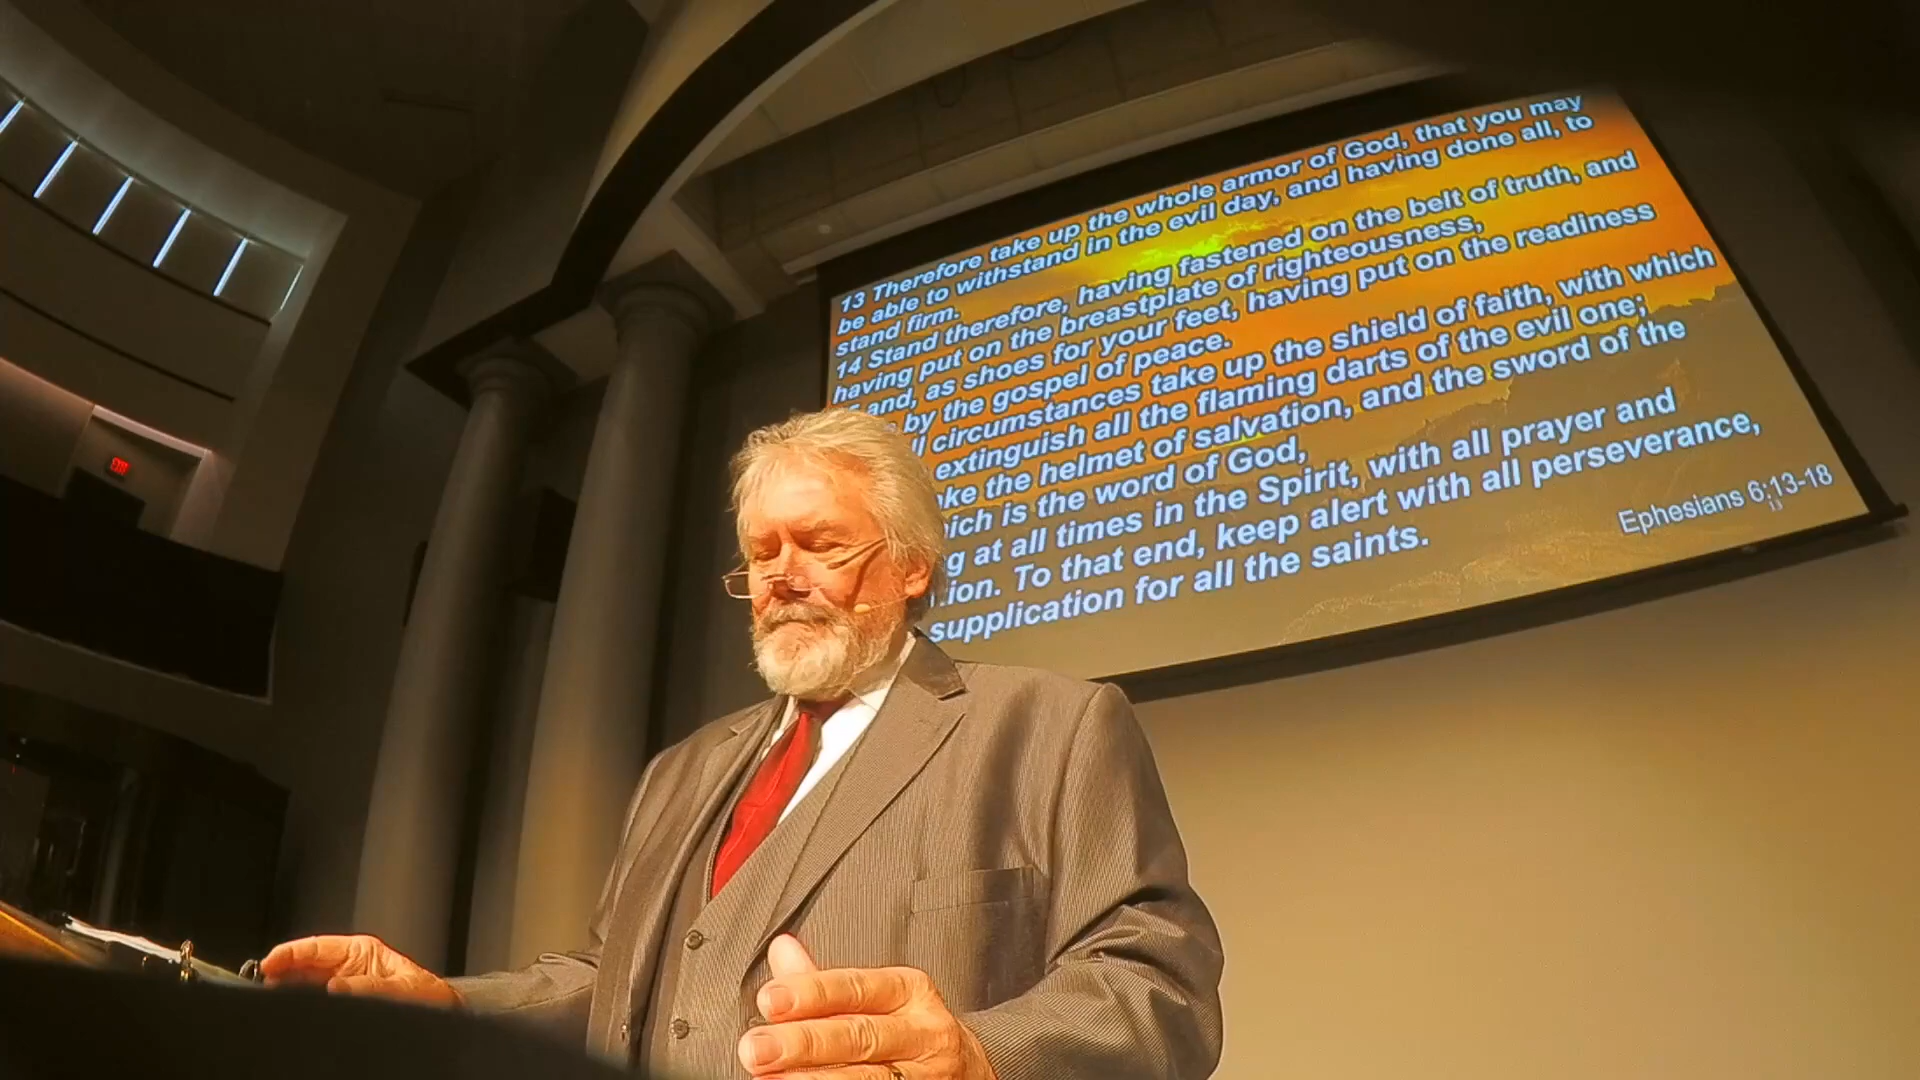 13 Therefore take up the whole armor of God, that you may
be able to withstand in the evil day, and having done all, to
stand firm.
14 Stand therefore, having fastened on the belt of truth, and
having put on the breastplate of righteousness,
and, as shoes for your feet, having put on the readiness
by the gospel of peace.
circumstances take up the shield of faith, with which
extinguish all the flaming darts of the evil one;
the helmet of salvation, and the sword of the
is the word of God,
at all times in the Spirit, with all prayer and
To that end, keep alert with all perseverance,
supplication for all the saints.
Ephesians 6:13-18
13
EXIT